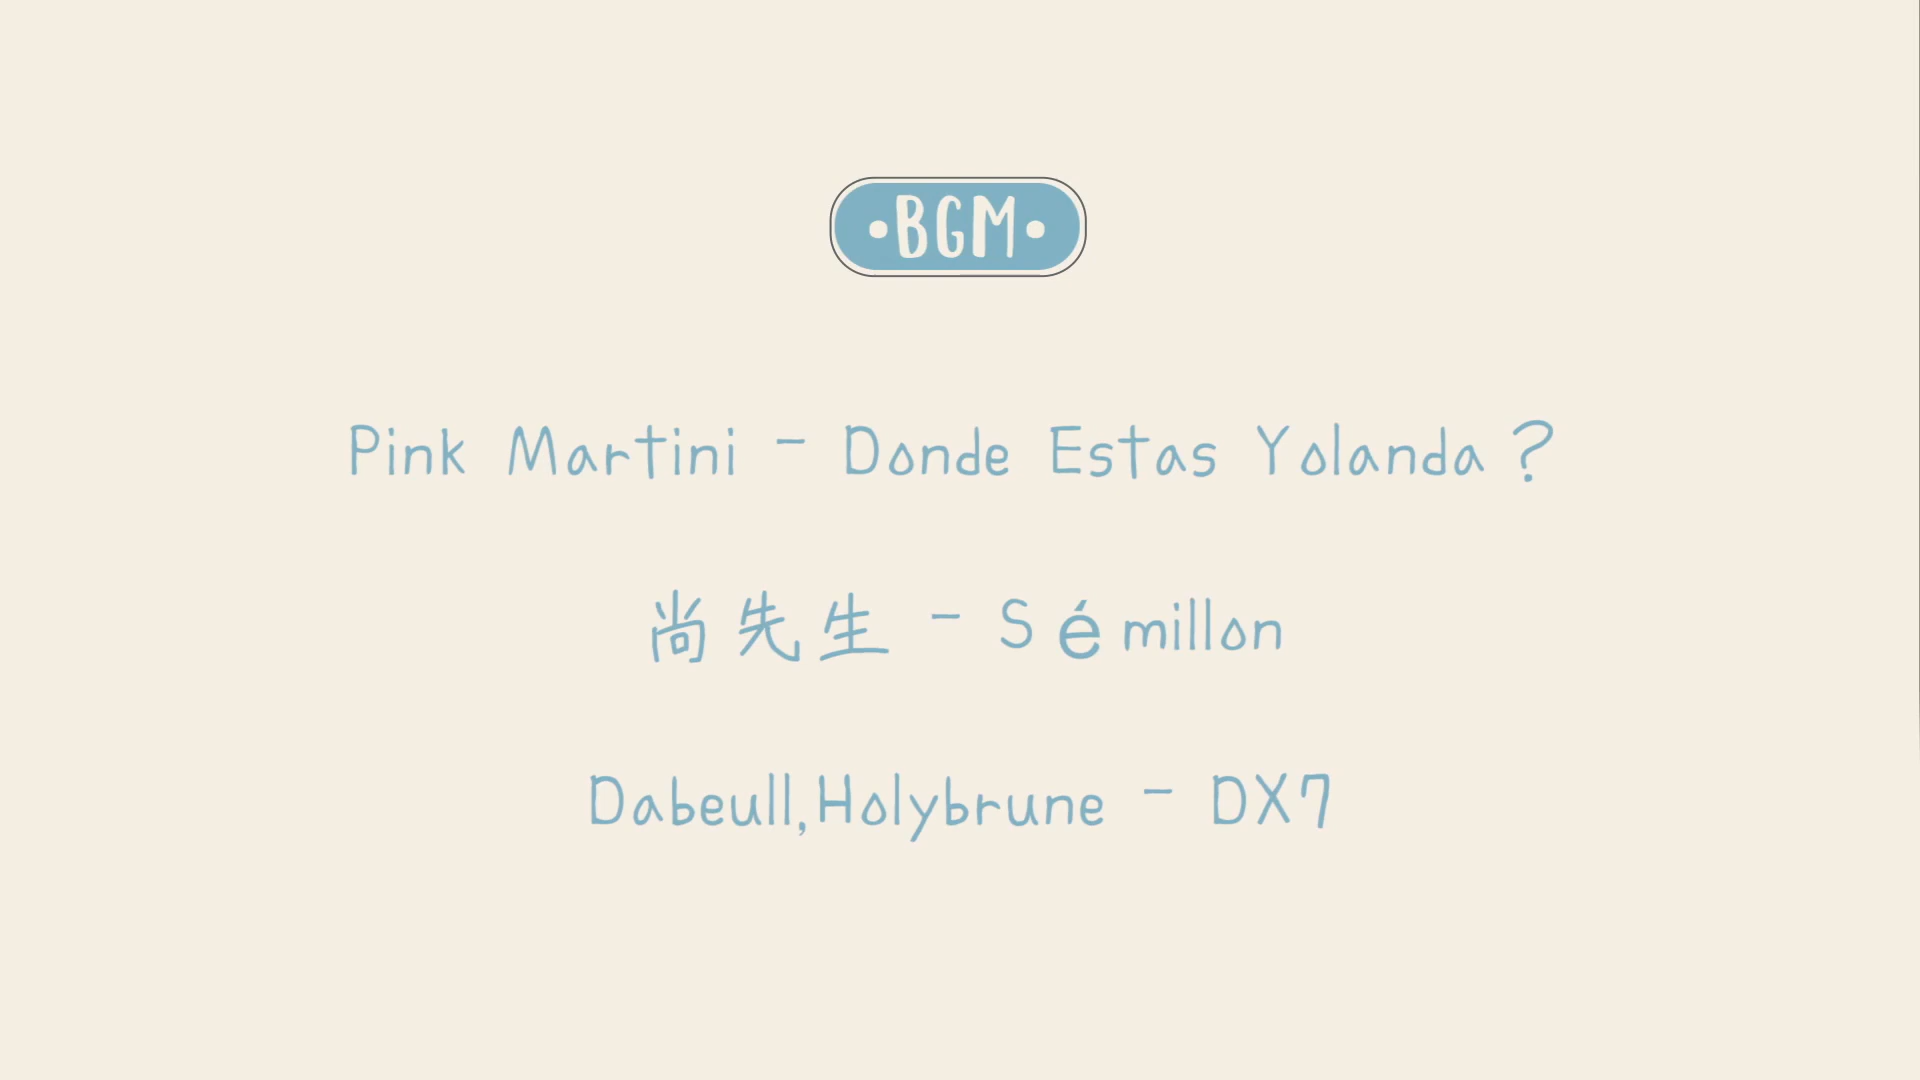 •BGM•
Pink Martini - Donde Estas Yolanda？
尚先生 - Sémillon
Dabeull,Holybrune - DX7